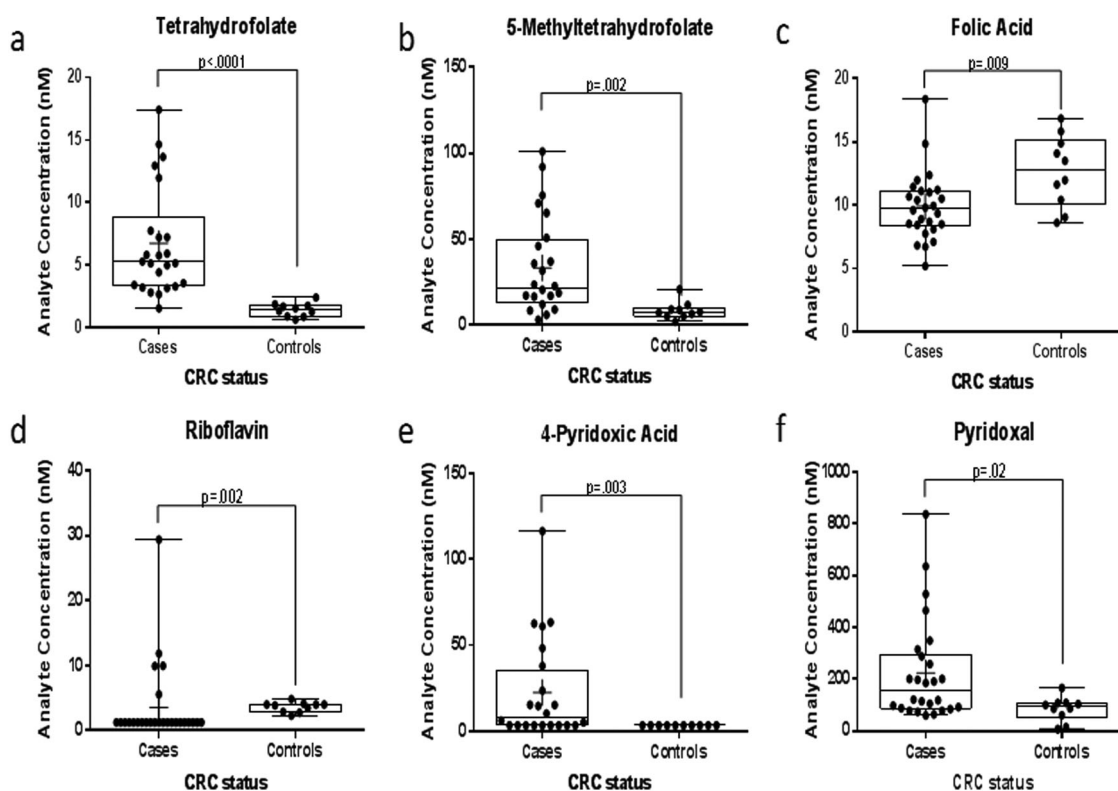 a
Tetrahydrofolate
p<.0001
Analyte Concentration (nM)
20
15
10
5
0
Cases
Controls
CRC status
b
5-Methyltetrahydrofolate
p=.002
Analyte Concentration (nM)
150
100
50
0
Cases
Controls
CRC status
c
Folic Acid
p=.009
Analyte Concentration (nM)
20
15
10
5
0
Cases
Controls
CRC status
d
Riboflavin
p=.002
Analyte Concentration (nM)
40
30
20
10
0
Cases
Controls
CRC status
e
4-Pyridoxic Acid
p=.003
Analyte Concentration (nM)
150
100
50
0
Cases
Controls
CRC status
f
Pyridoxal
p=.02
Analyte Concentration (nM)
1000
800
600
400
200
0
Cases
Controls
CRC status